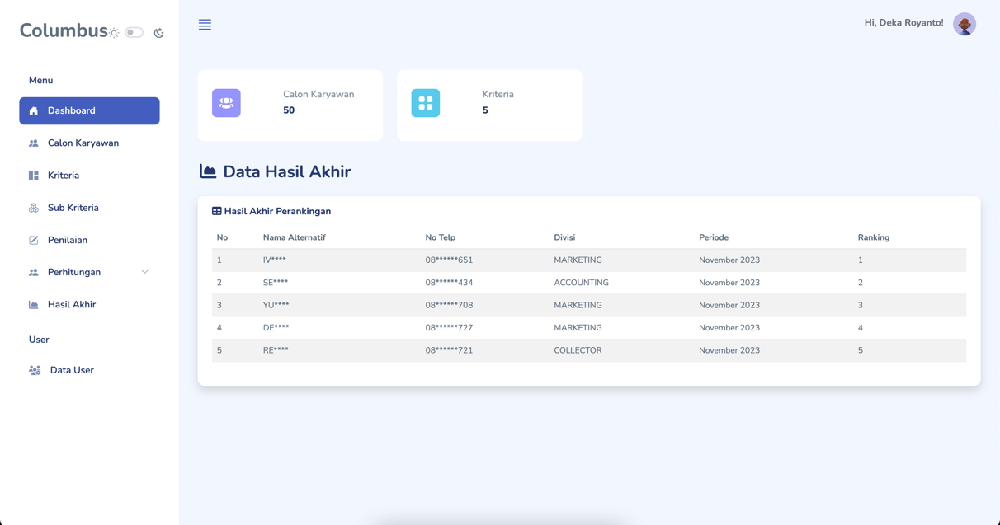 Columbus
Hi, Deka Royanto!
Menu
Dashboard
Calon Karyawan
Kriteria
Sub Kriteria
Penilaian
Perhitungan
Hasil Akhir
User
Data User
Calon Karyawan
50
Kriteria
5
Data Hasil Akhir
Hasil Akhir Perankingan
No Nama Alternatif No Telp Divisi Periode Ranking
1 IV**** 08******651 MARKETING November 2023 1
2 SE**** 08******434 ACCOUNTING November 2023 2
3 YU**** 08******708 MARKETING November 2023 3
4 DE**** 08******727 MARKETING November 2023 4
5 RE**** 08******721 COLLECTOR November 2023 5